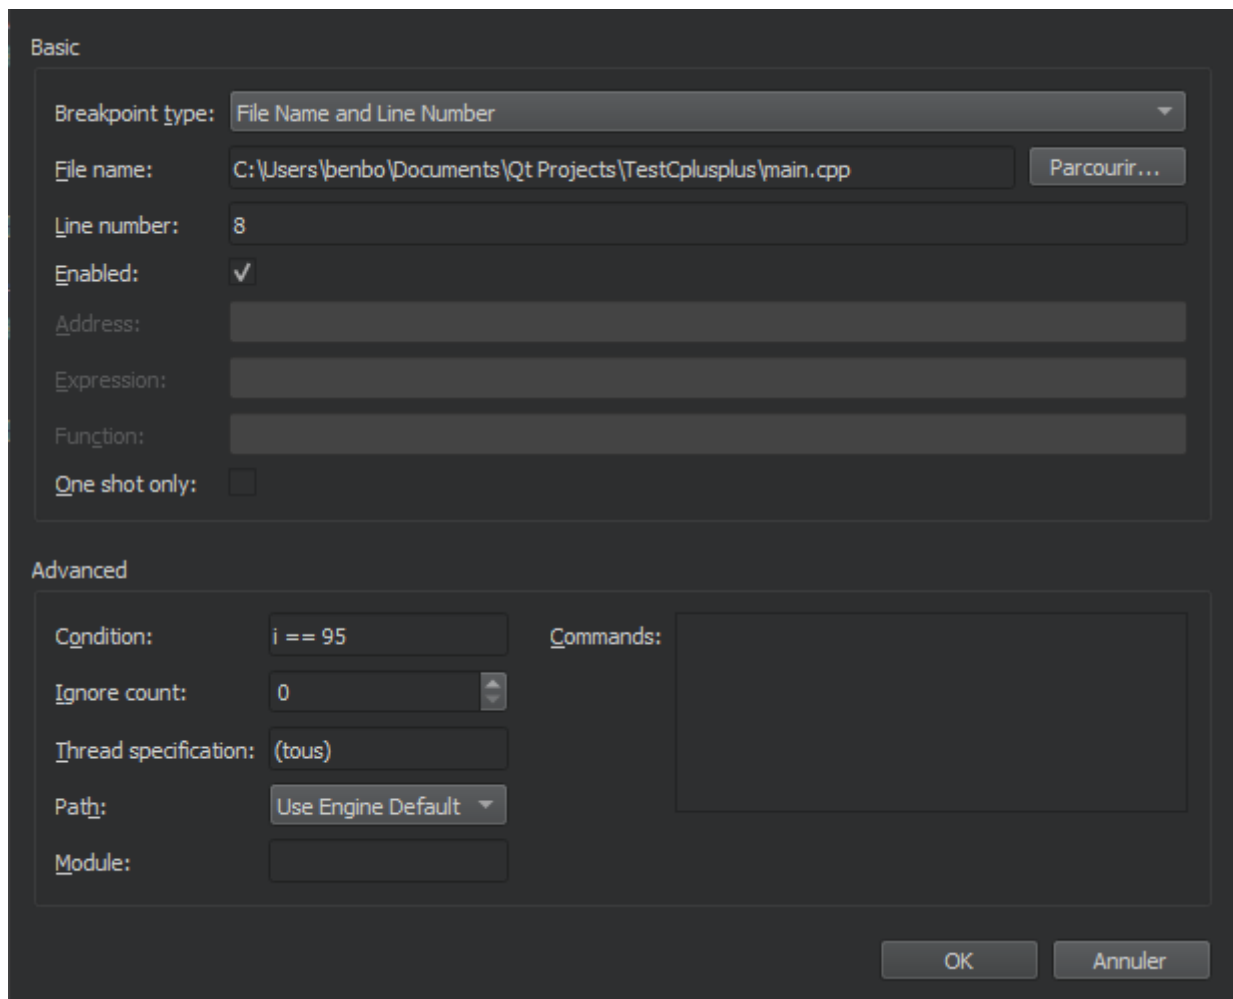 Basic
Breakpoint type: File Name and Line Number
File name: C:\Users\benbo\Documents\Qt Projects\TestCplusplus\main.cpp Parcourir...
Line number: 8
Enabled:
Address:
Expression:
Function:
One shot only:
Advanced
Condition: i == 95 Commands:
Ignore count: 0
Thread specification: (tous)
Path: Use Engine Default
Module:
OK Annuler